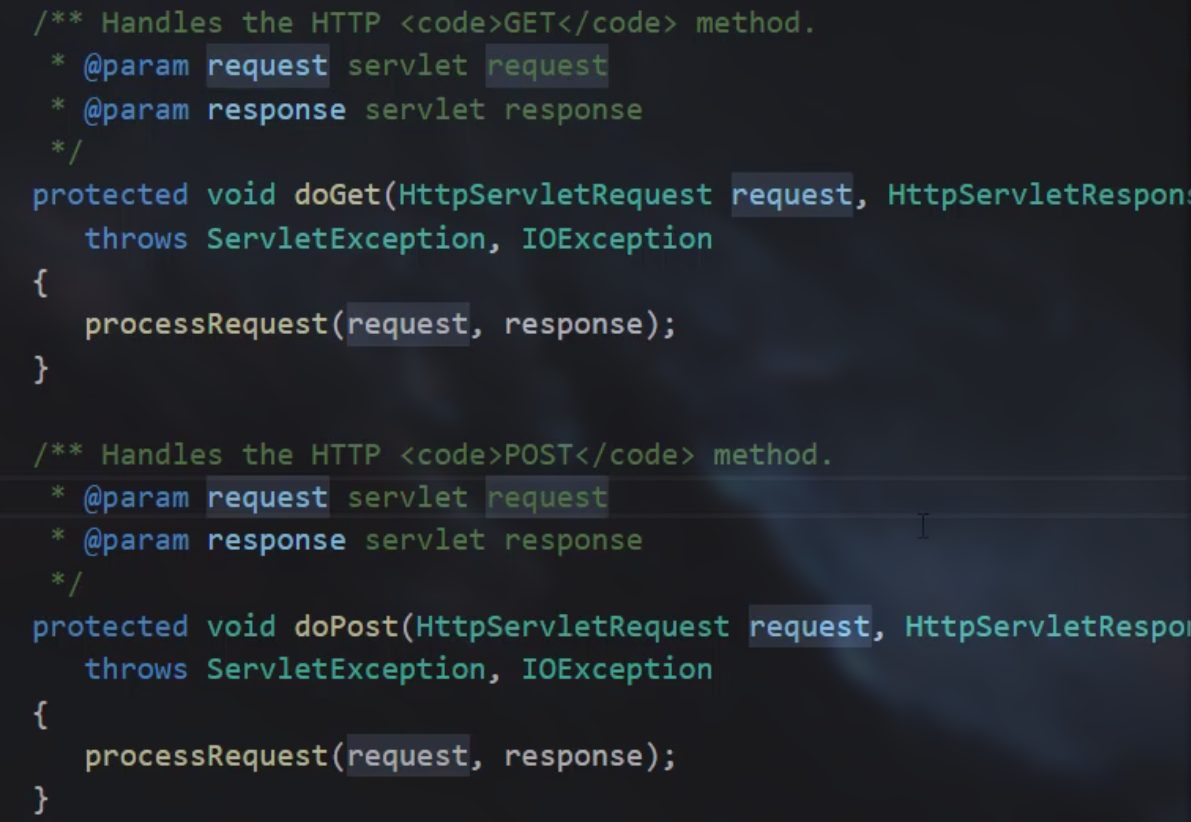 /** Handles the HTTP <code>GET</code> method.
 * @param request servlet request
 * @param response servlet response
 */
protected void doGet(HttpServletRequest request, HttpServletRespons
   throws ServletException, IOException
{
   processRequest(request, response);
}
/** Handles the HTTP <code>POST</code> method.
 * @param request servlet request
 * @param response servlet response
 */
protected void doPost(HttpServletRequest request, HttpServletRespon
   throws ServletException, IOException
{
   processRequest(request, response);
}